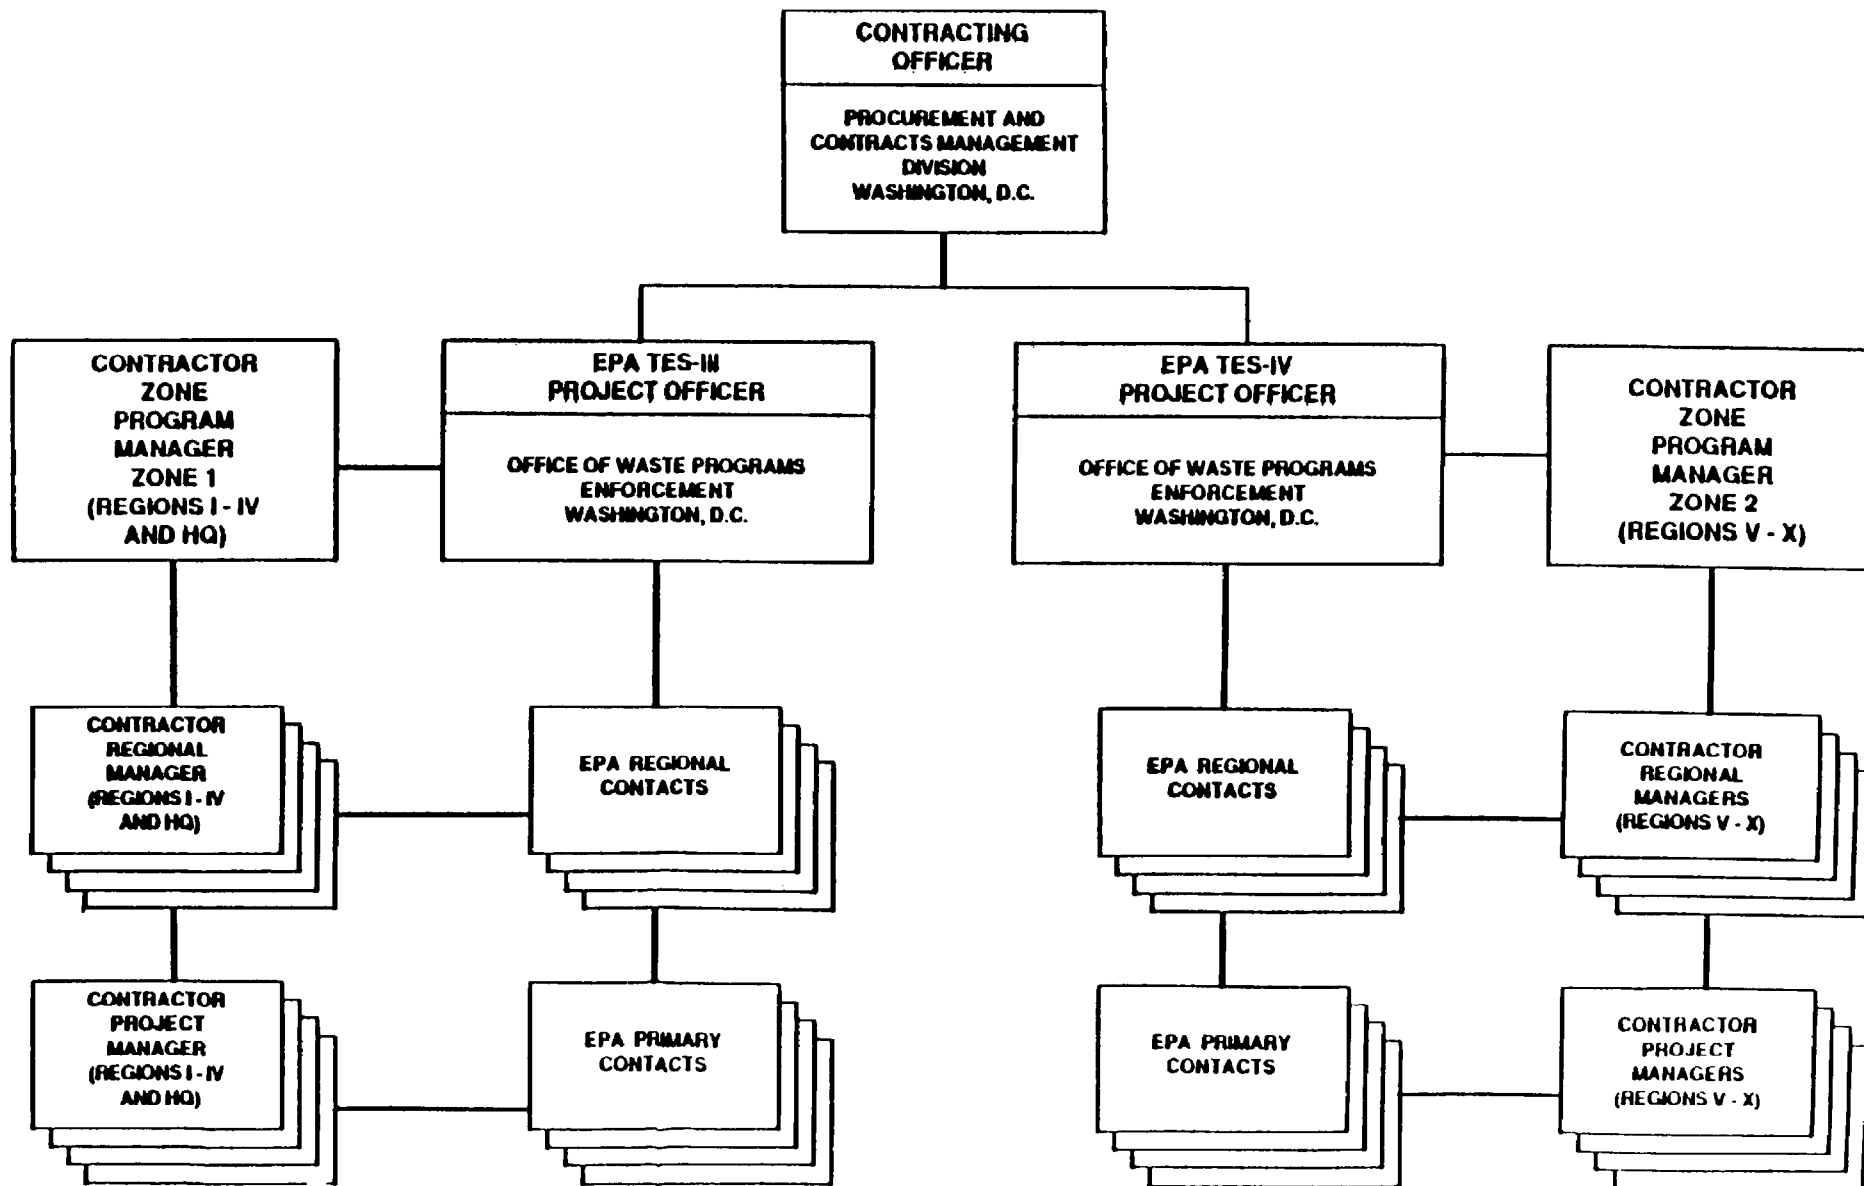 CONTRACTING
OFFICER
PROCUREMENT AND
CONTRACTS MANAGEMENT
DIVISION
WASHINGTON, D.C.
CONTRACTOR
ZONE
PROGRAM
MANAGER
ZONE 1
(REGIONS I - IV
AND HQ)
EPA TES-III
PROJECT OFFICER
OFFICE OF WASTE PROGRAMS
ENFORCEMENT
WASHINGTON, D.C.
EPA TES-IV
PROJECT OFFICER
OFFICE OF WASTE PROGRAMS
ENFORCEMENT
WASHINGTON, D.C.
CONTRACTOR
ZONE
PROGRAM
MANAGER
ZONE 2
(REGIONS V - X)
CONTRACTOR
REGIONAL
MANAGER
(REGIONS I - IV
AND HQ)
EPA REGIONAL
CONTACTS
EPA REGIONAL
CONTACTS
CONTRACTOR
REGIONAL
MANAGERS
(REGIONS V - X)
CONTRACTOR
PROJECT
MANAGER
(REGIONS I - IV
AND HQ)
EPA PRIMARY
CONTACTS
EPA PRIMARY
CONTACTS
CONTRACTOR
PROJECT
MANAGERS
(REGIONS V - X)